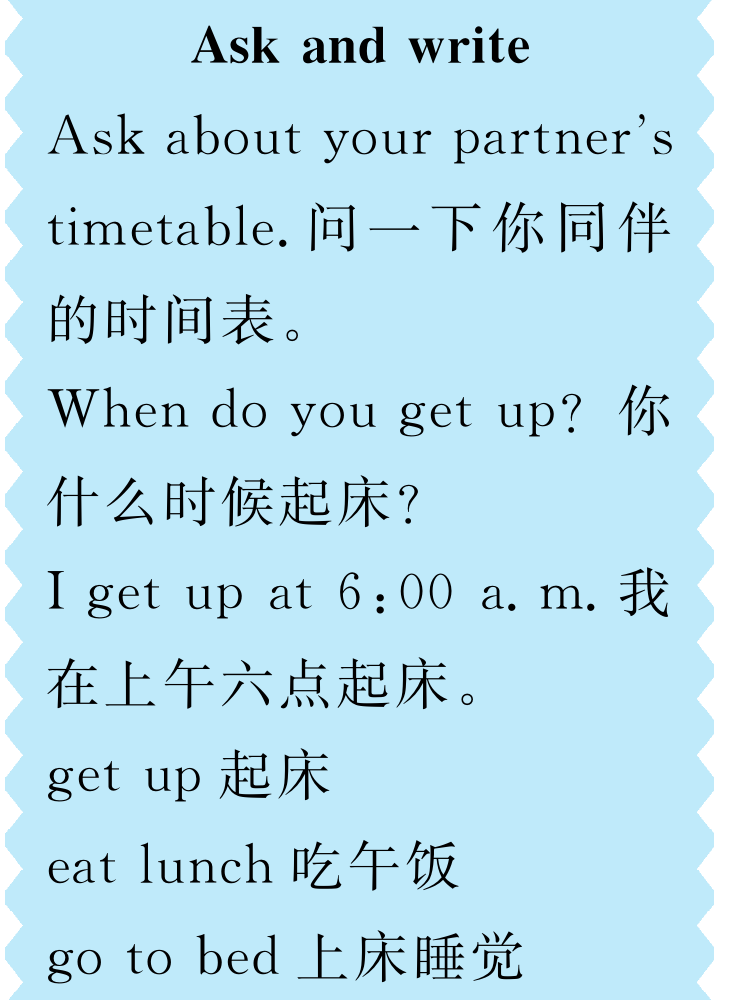 Ask and write
Ask about your partner's
timetable. 问一下你同伴
的时间表。
When do you get up? 你
什么时候起床?
I get up at 6:00 a. m. 我
在上午六点起床。
get up 起床
eat lunch 吃午饭
go to bed 上床睡觉